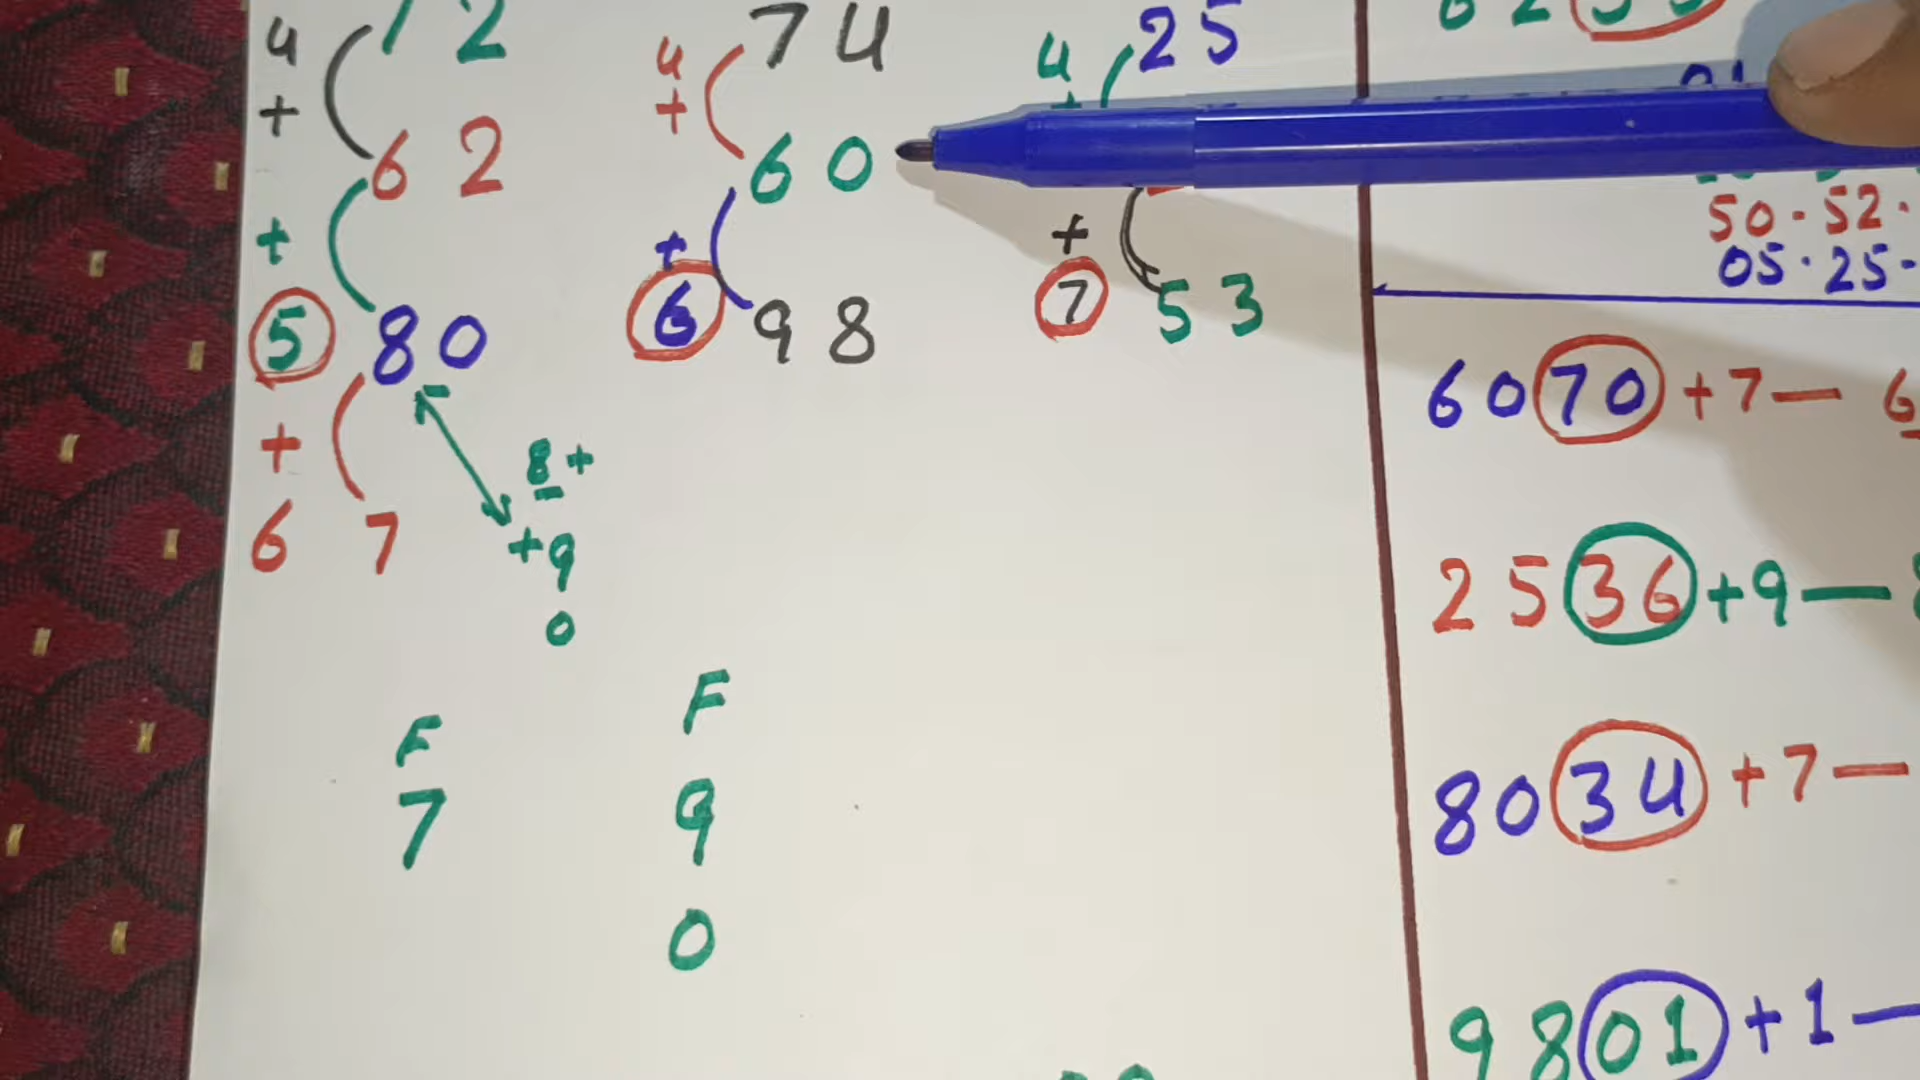 4 72 4 74 4 25
+ + +
62 60
+ + +
5 80 6 98 7 53
8+
+
67 +9
0
F F
7 9
0
50·52·
05·25·
6070+7—
2536+9—
8034+7—
9801+1—